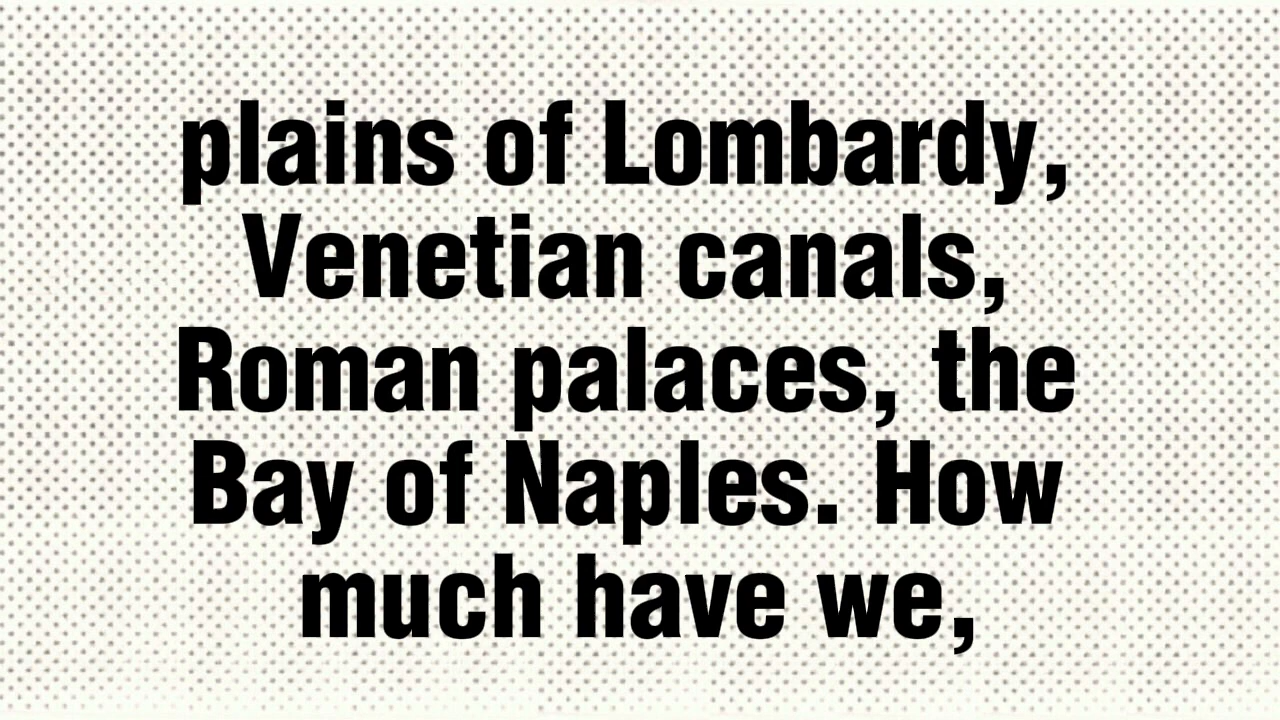 plains of Lombardy,
Venetian canals,
Roman palaces, the
Bay of Naples. How
much have we,